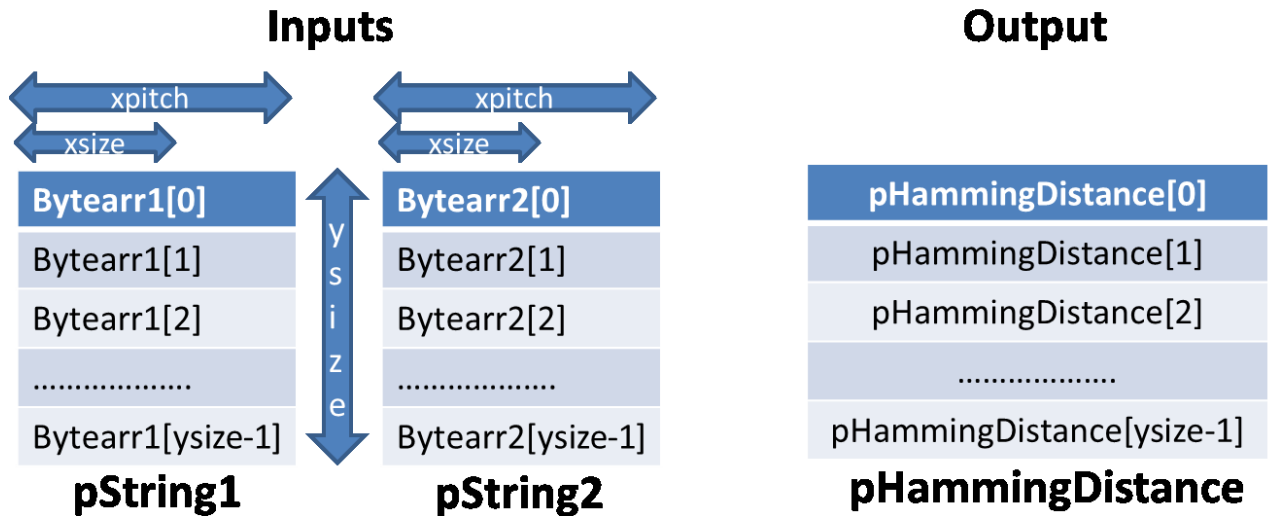 Inputs
Output
xpitch
xpitch
xsize
xsize
Bytearr1[0]
Bytearr1[1]
Bytearr1[2]
………………..
Bytearr1[ysize-1]
pString1
ysize
Bytearr2[0]
Bytearr2[1]
Bytearr2[2]
………………..
Bytearr2[ysize-1]
pString2
pHammingDistance[0]
pHammingDistance[1]
pHammingDistance[2]
………………..
pHammingDistance[ysize-1]
pHammingDistance